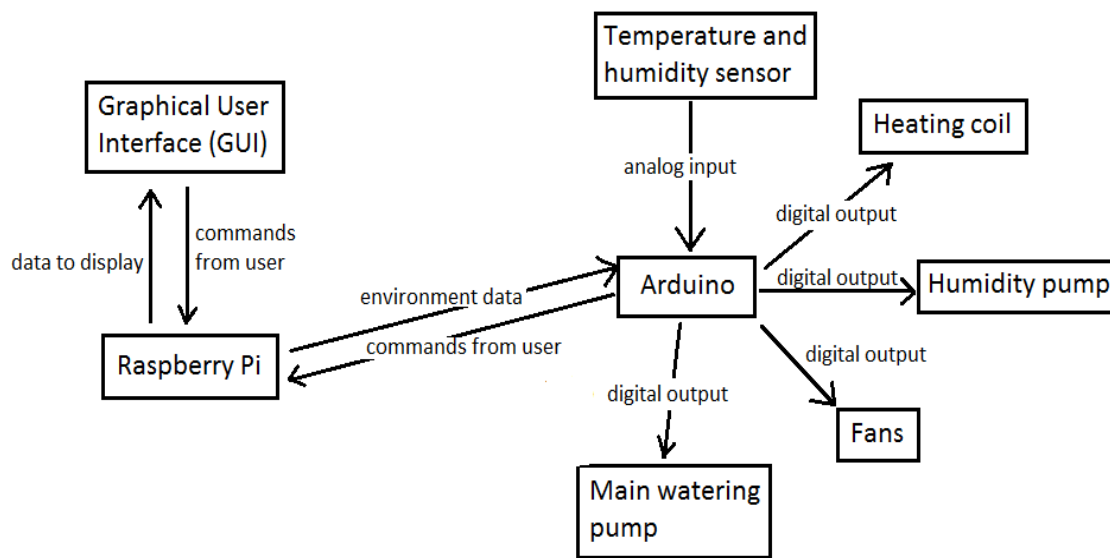 Temperature and
humidity sensor
Graphical User
Interface (GUI)
Heating coil
analog input
digital output
commands
from user
data to display
Arduino
digital output
Humidity pump
environment data
commands from user
Raspberry Pi
digital output
digital output
Fans
Main watering
pump